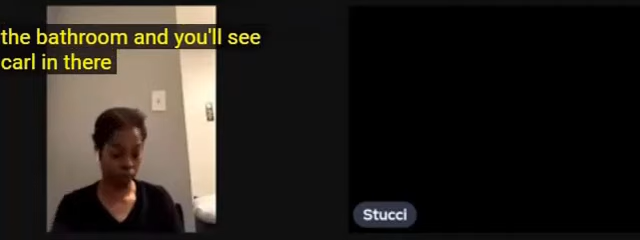 the bathroom and you'll see
carl in there
Stucci